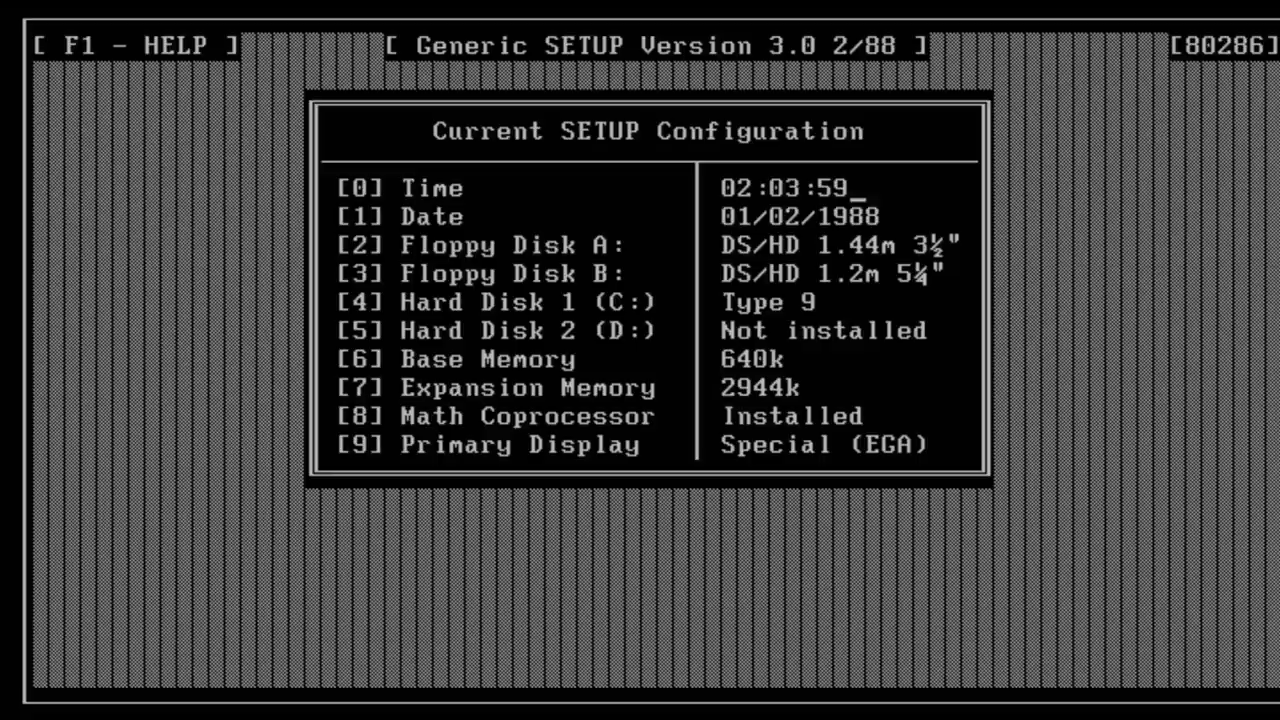 [ F1 - HELP ] [ Generic SETUP Version 3.0 2/88 ] [80286]
Current SETUP Configuration
[0] Time 02:03:59_
[1] Date 01/02/1988
[2] Floppy Disk A: DS/HD 1.44m 3½"
[3] Floppy Disk B: DS/HD 1.2m 5¼"
[4] Hard Disk 1 (C:) Type 9
[5] Hard Disk 2 (D:) Not installed
[6] Base Memory 640k
[7] Expansion Memory 2944k
[8] Math Coprocessor Installed
[9] Primary Display Special (EGA)